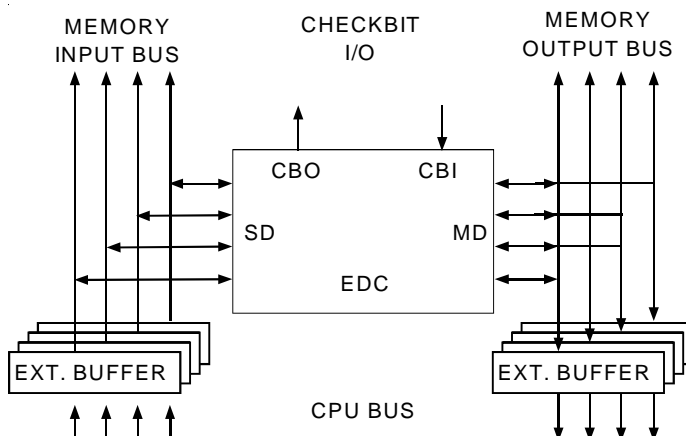 MEMORY
INPUT BUS
CHECKBIT
I/O
MEMORY
OUTPUT BUS
CBO
CBI
SD
MD
EDC
EXT. BUFFER
EXT. BUFFER
CPU BUS